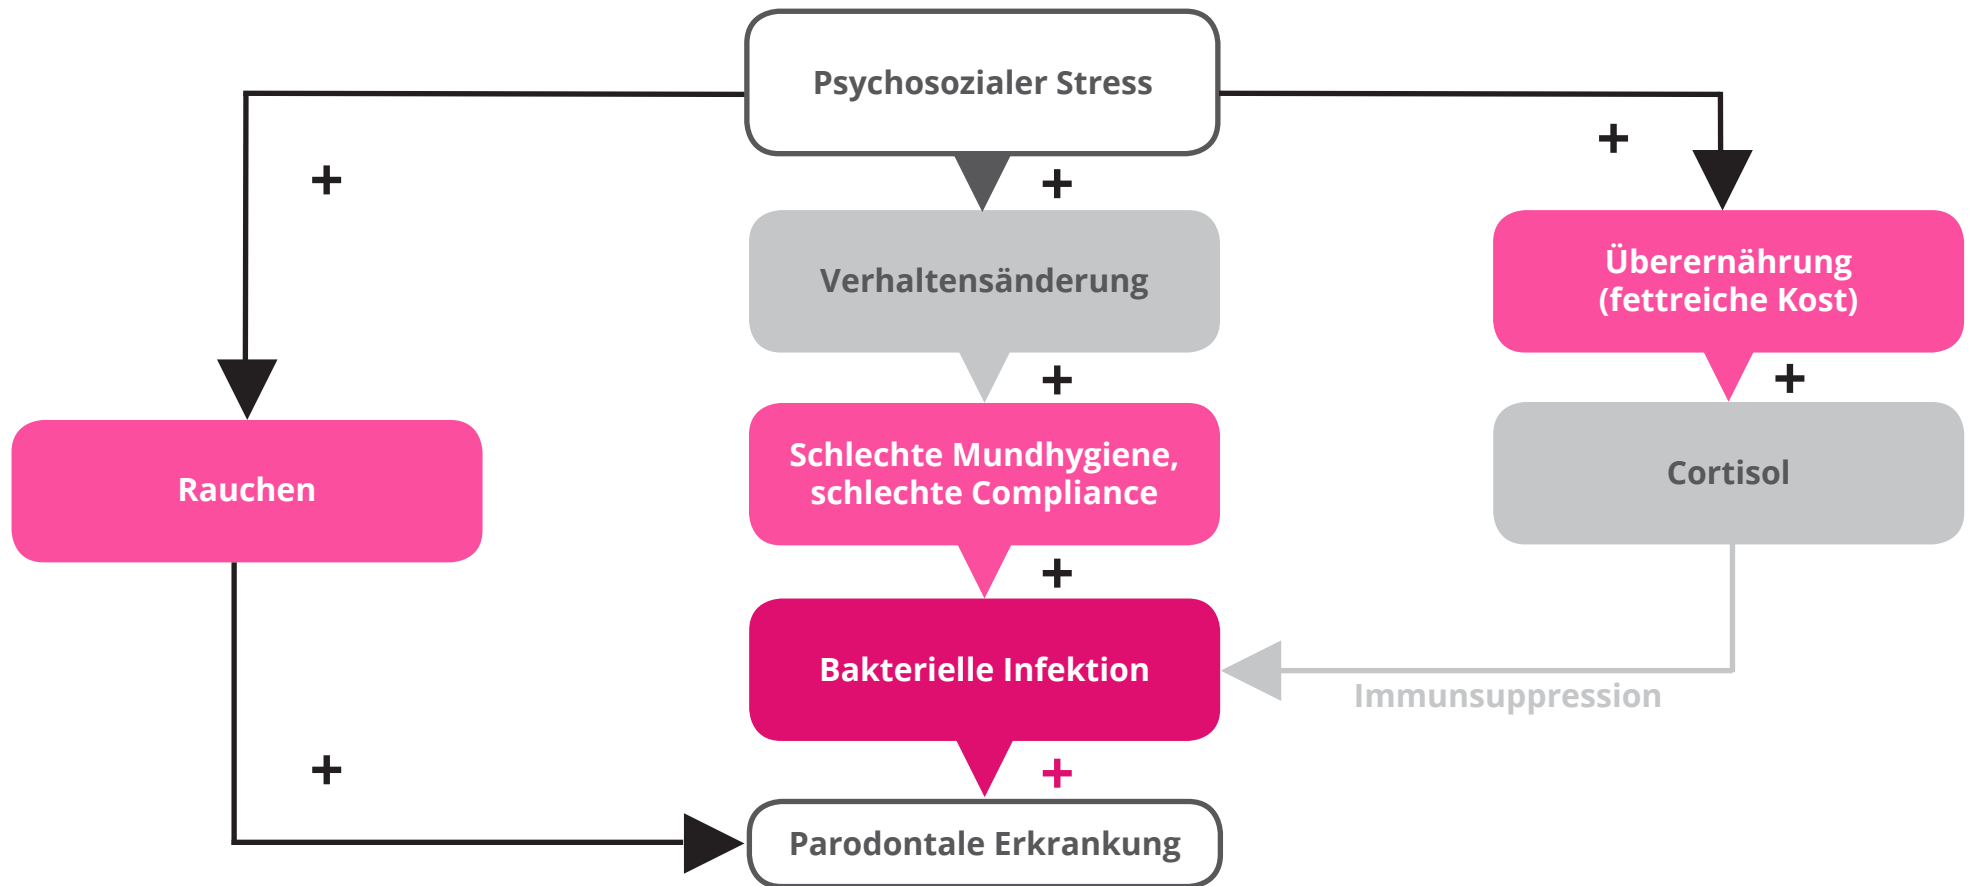 Psychosozialer Stress
+
+
+
Verhaltensänderung
Überernährung
(fettreiche Kost)
+
+
Schlechte Mundhygiene,
schlechte Compliance
Cortisol
Rauchen
+
Bakterielle Infektion
Immunsuppression
+
+
Parodontale Erkrankung